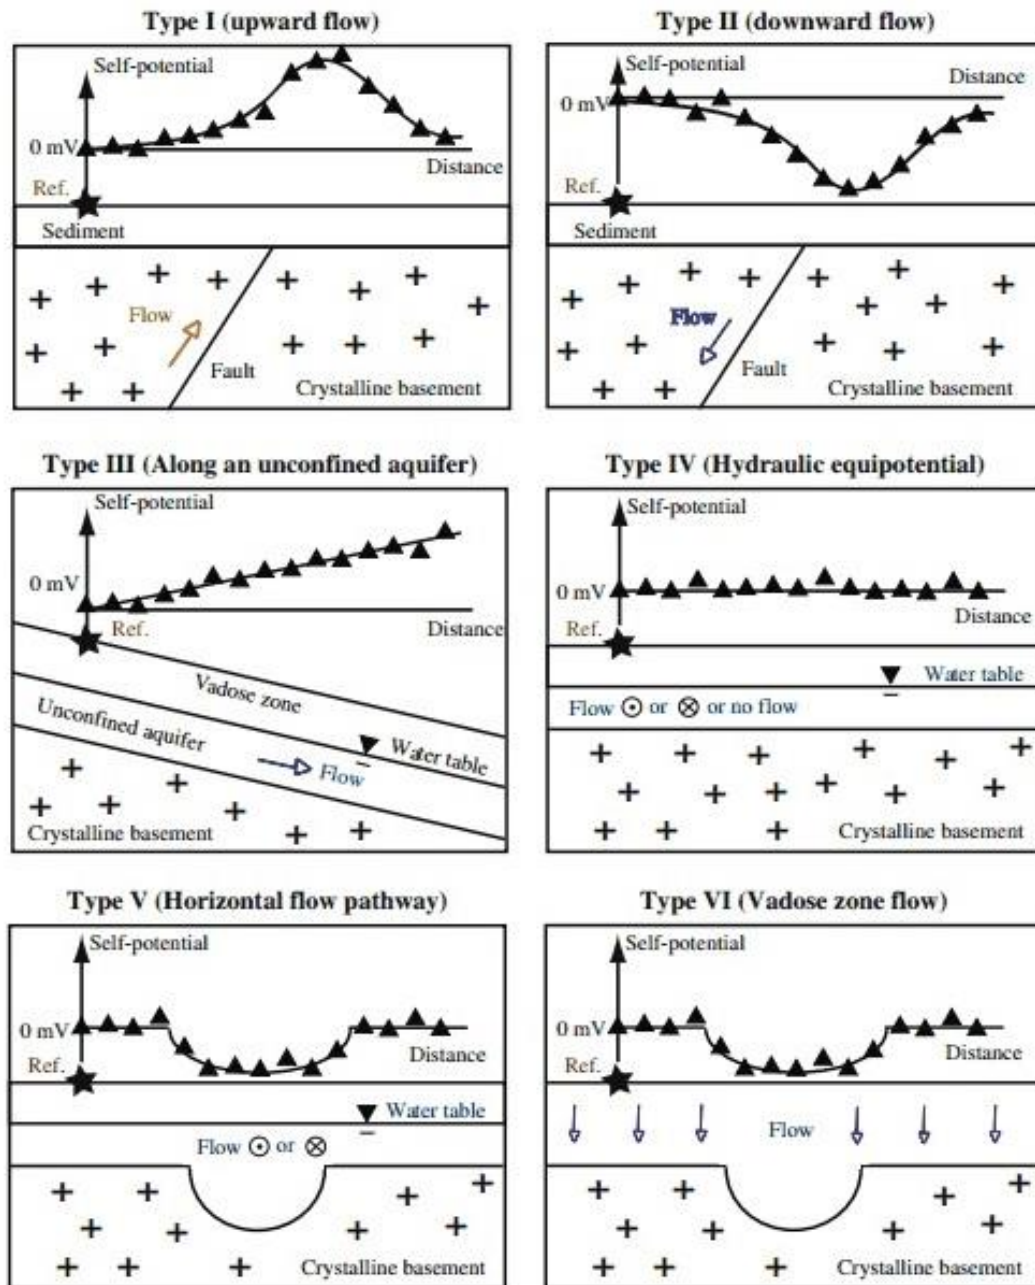 Type I (upward flow)
Self-potential
0 mV
Distance
Ref.
Sediment
Flow
Fault
Crystalline basement
Type II (downward flow)
Self-potential
Distance
0 mV
Ref.
Sediment
Flow
Fault
Crystalline basement
Type III (Along an unconfined aquifer)
Self-potential
0 mV
Ref.
Distance
Vadose zone
Unconfined aquifer
Water table
Flow
Crystalline basement
Type IV (Hydraulic equipotential)
Self-potential
0 mV
Distance
Ref.
Water table
Flow ⊙ or ⊗ or no flow
Crystalline basement
Type V (Horizontal flow pathway)
Self-potential
0 mV
Distance
Ref.
Water table
Flow ⊙ or ⊗
Crystalline basement
Type VI (Vadose zone flow)
Self-potential
0 mV
Distance
Ref.
Flow
Crystalline basement